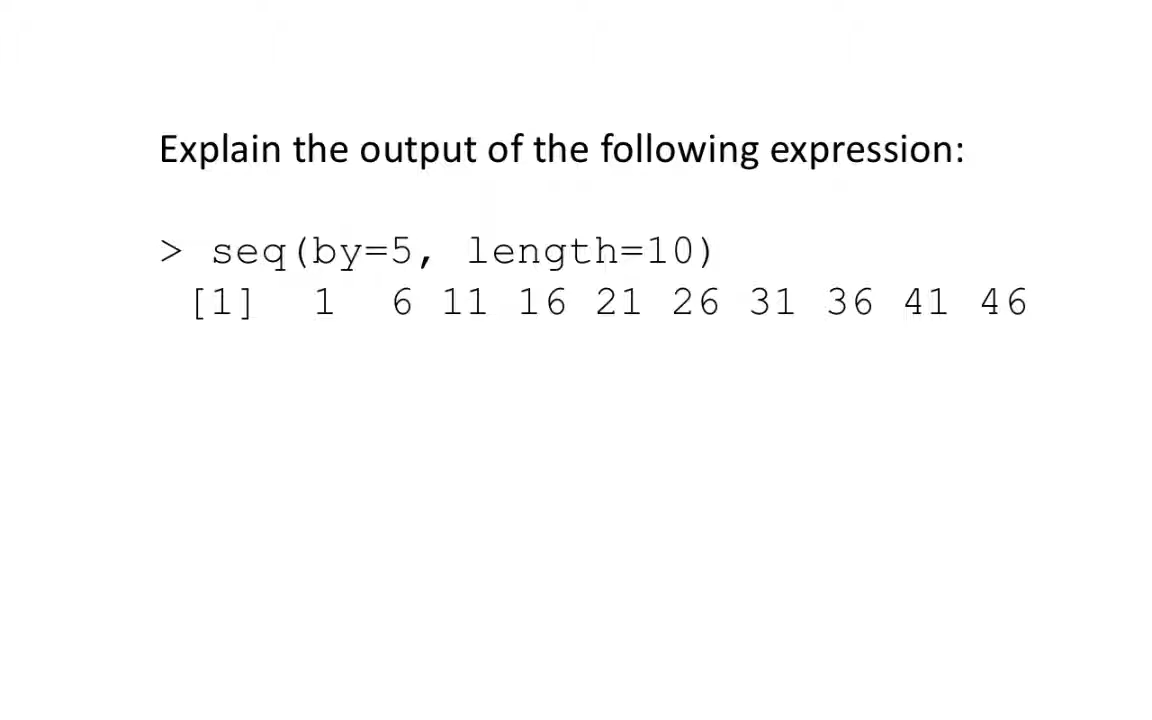 Explain the output of the following expression:
> seq(by=5, length=10)
[1] 1 6 11 16 21 26 31 36 41 46